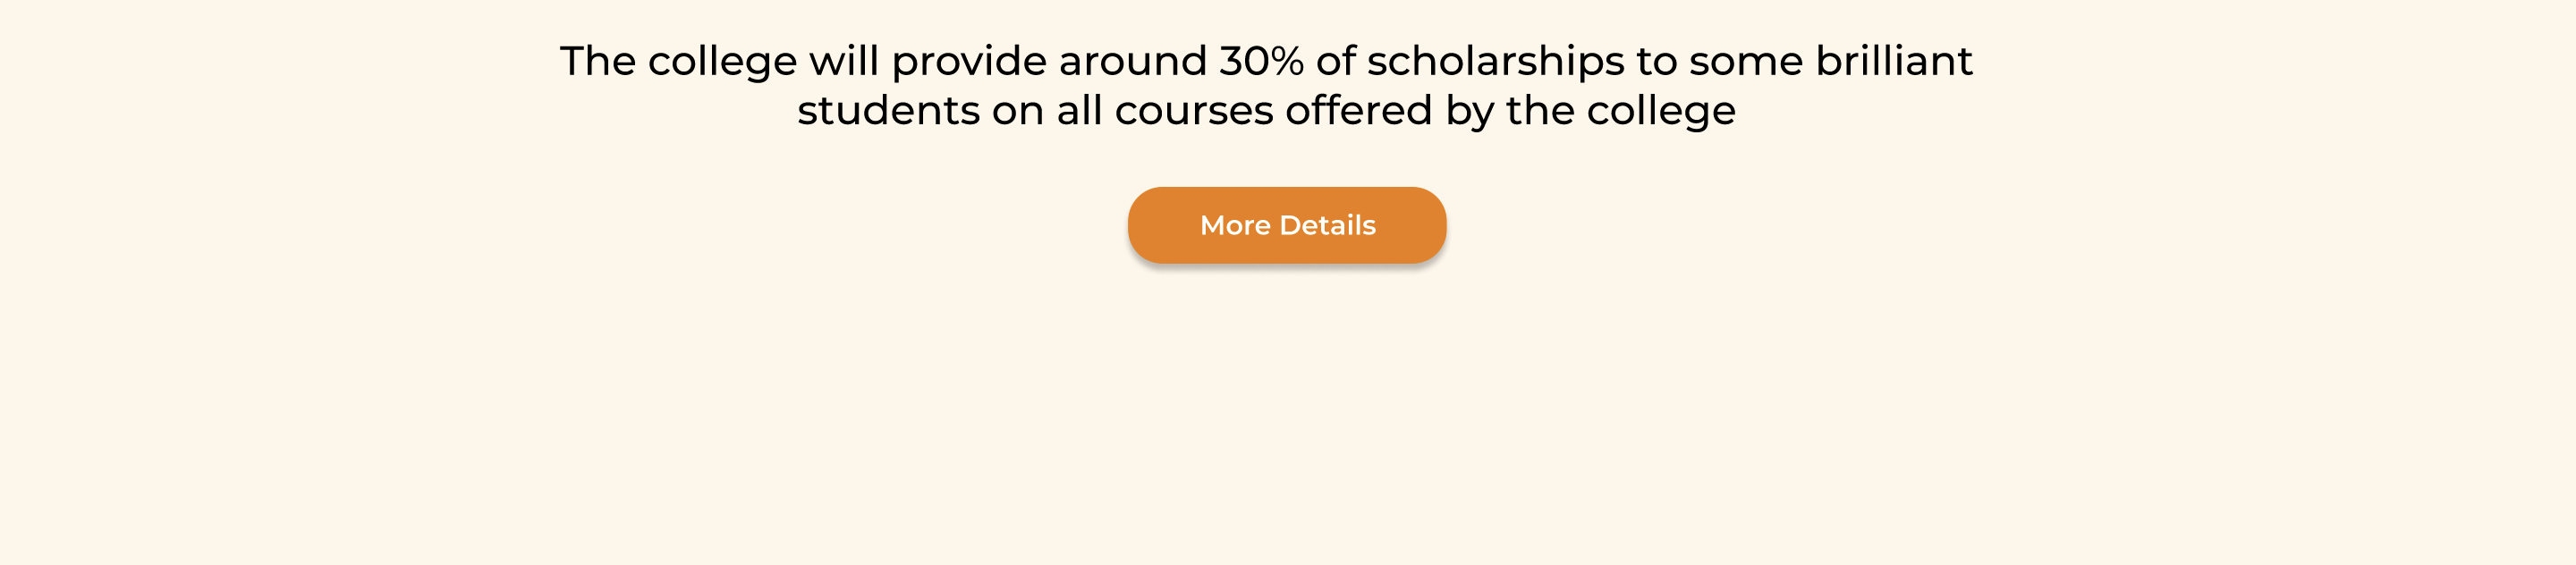 The college will provide around 30% of scholarships to some brilliant
students on all courses offered by the college
More Details